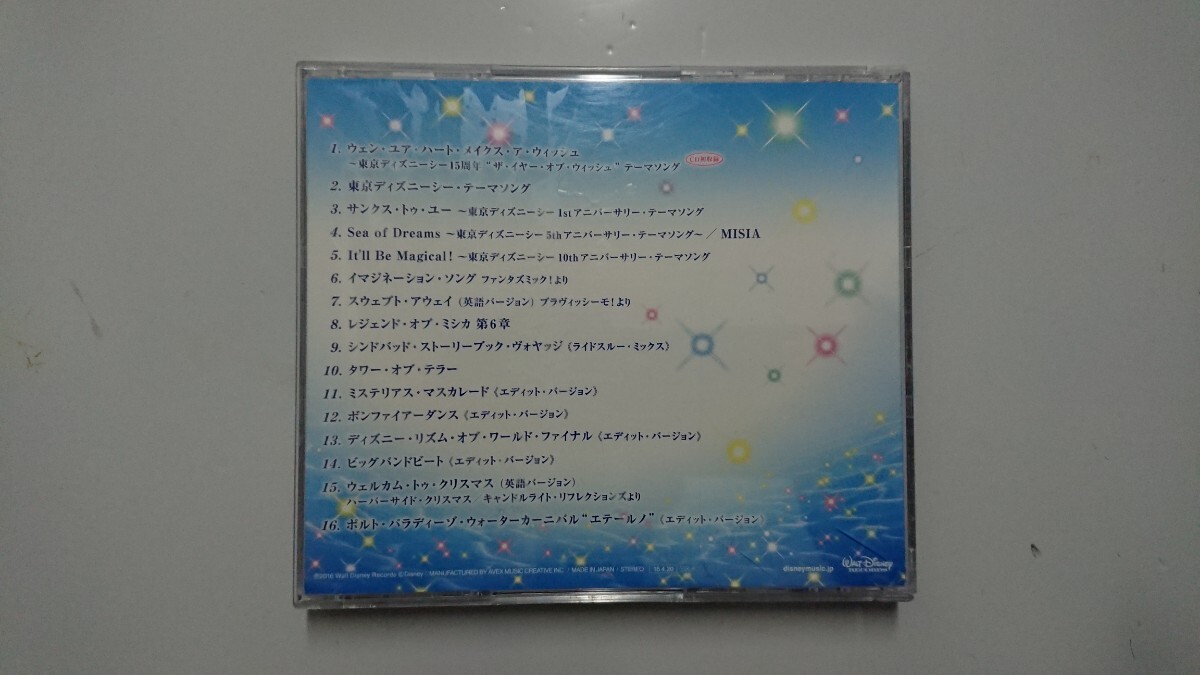 1. ウェン・ユア・ハート・メイクス・ア・ウィッシュ
～東京ディズニーシー15周年 "ザ・イヤー・オブ・ウィッシュ" テーマソング CD初収録
2. 東京ディズニーシー・テーマソング
3. サンクス・トゥ・ユー ～東京ディズニーシー 1stアニバーサリー・テーマソング
4. Sea of Dreams ～東京ディズニーシー 5thアニバーサリー・テーマソング～／MISIA
5. It'll Be Magical! ～東京ディズニーシー 10thアニバーサリー・テーマソング
6. イマジネーション・ソング ファンタズミック!より
7. スウェプト・アウェイ (英語バージョン) ブラヴィッシーモ!より
8. レジェンド・オブ・ミシカ 第6章
9. シンドバッド・ストーリーブック・ヴォヤッジ《ライドスルー・ミックス》
10. タワー・オブ・テラー
11. ミステリアス・マスカレード《エディット・バージョン》
12. ボンファイアーダンス《エディット・バージョン》
13. ディズニー・リズム・オブ・ワールド・ファイナル《エディット・バージョン》
14. ビッグバンドビート《エディット・バージョン》
15. ウェルカム・トゥ・クリスマス (英語バージョン)
ハーバーサイド・クリスマス／キャンドルライト・リフレクションズより
16. ポルト・パラディーゾ・ウォーターカーニバル "エテールノ"《エディット・バージョン》
℗2016 Walt Disney Records ©Disney / MANUFACTURED BY AVEX MUSIC CREATIVE INC. / MADE IN JAPAN / STEREO / 16.4.20
disneymusic.jp
WALT DISNEY RECORDS